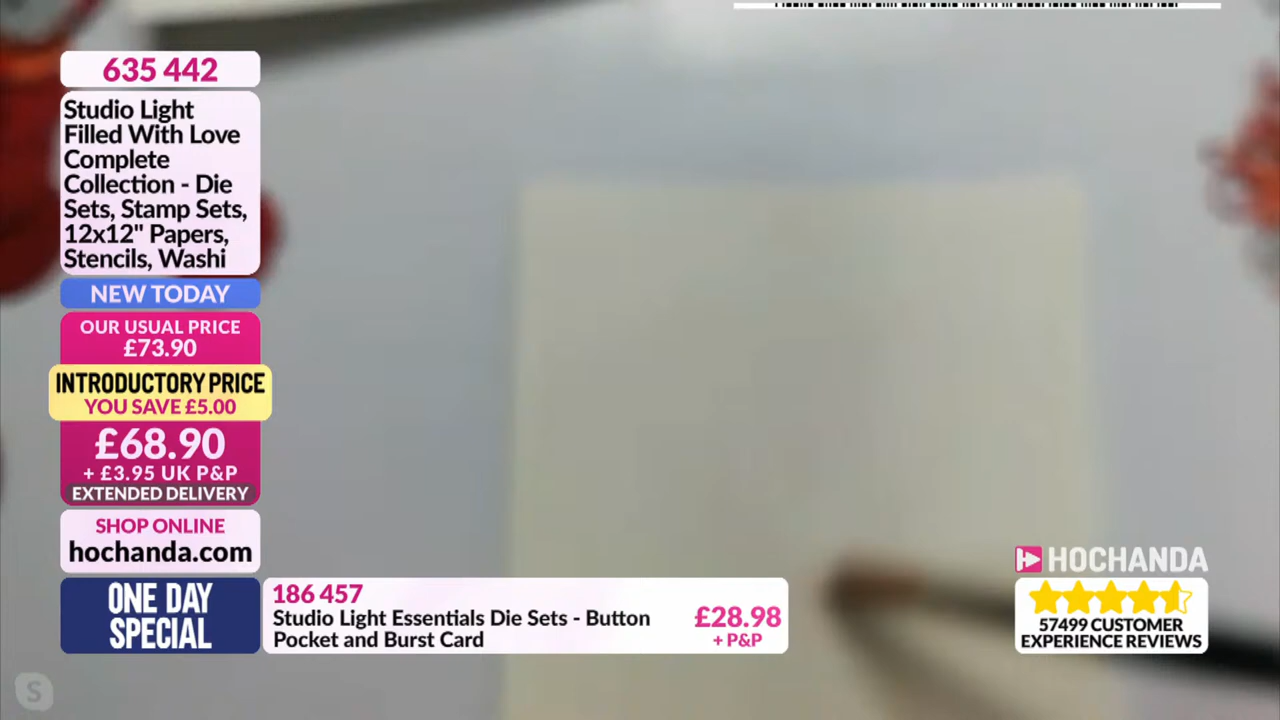 635 442
Studio Light
Filled With Love
Complete
Collection - Die
Sets, Stamp Sets,
12x12" Papers,
Stencils, Washi
NEW TODAY
OUR USUAL PRICE
£73.90
INTRODUCTORY PRICE
YOU SAVE £5.00
£68.90
+ £3.95 UK P&P
EXTENDED DELIVERY
SHOP ONLINE
hochanda.com
ONE DAY
SPECIAL
186 457
Studio Light Essentials Die Sets - Button
Pocket and Burst Card
£28.98
+ P&P
HOCHANDA
57499 CUSTOMER
EXPERIENCE REVIEWS
S